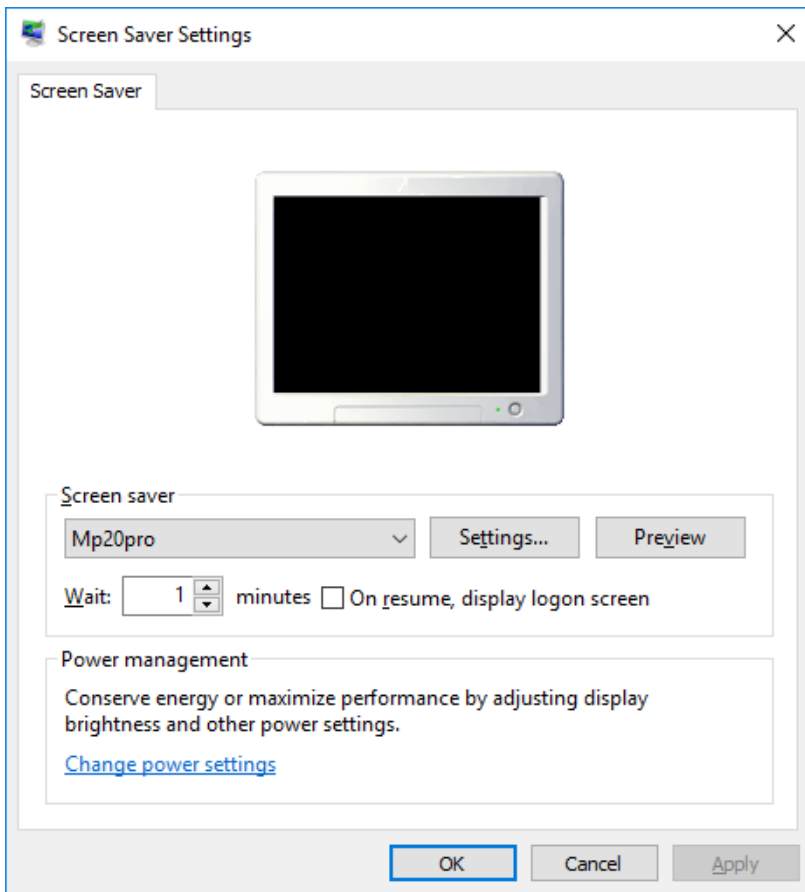 Screen Saver Settings
Screen Saver
Screen saver
Mp20pro
Settings...
Preview
Wait: 1 minutes On resume, display logon screen
Power management
Conserve energy or maximize performance by adjusting display
brightness and other power settings.
Change power settings
OK
Cancel
Apply